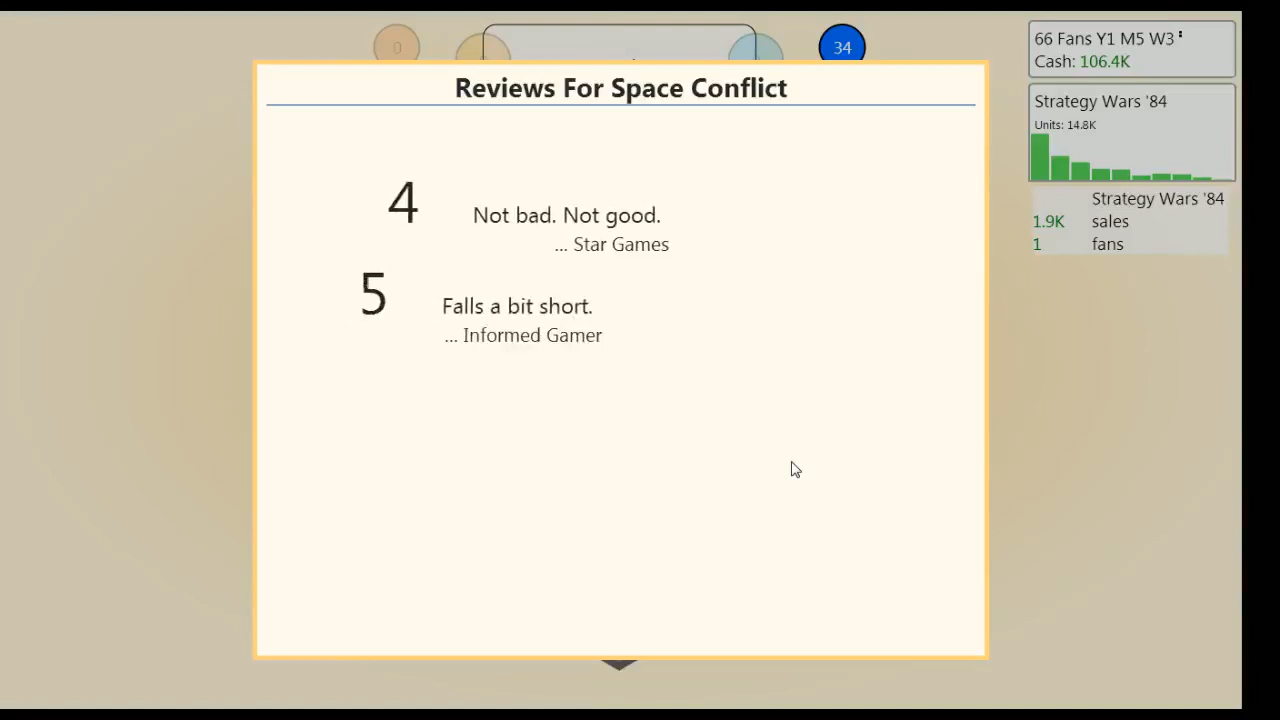 0
34
66 Fans Y1 M5 W3
Cash: 106.4K
Reviews For Space Conflict
Strategy Wars '84
Units: 14.8K
4
Not bad. Not good.
... Star Games
5
Falls a bit short.
... Informed Gamer
Strategy Wars '84
1.9K sales
1 fans